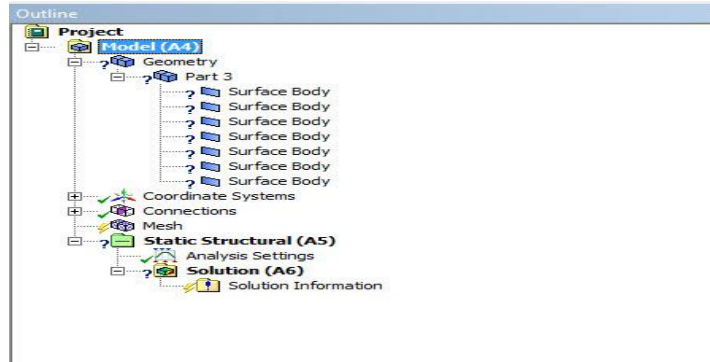 Outline
Project
Model (A4)
Geometry
Part 3
Surface Body
Surface Body
Surface Body
Surface Body
Surface Body
Surface Body
Surface Body
Coordinate Systems
Connections
Mesh
Static Structural (A5)
Analysis Settings
Solution (A6)
Solution Information